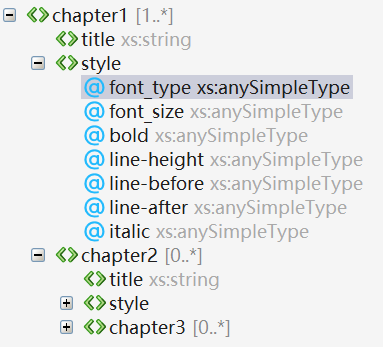 chapter1 [1..*]
title xs:string
style
@ font_type xs:anySimpleType
@ font_size xs:anySimpleType
@ bold xs:anySimpleType
@ line-height xs:anySimpleType
@ line-before xs:anySimpleType
@ line-after xs:anySimpleType
@ italic xs:anySimpleType
chapter2 [0..*]
title xs:string
style
chapter3 [0..*]